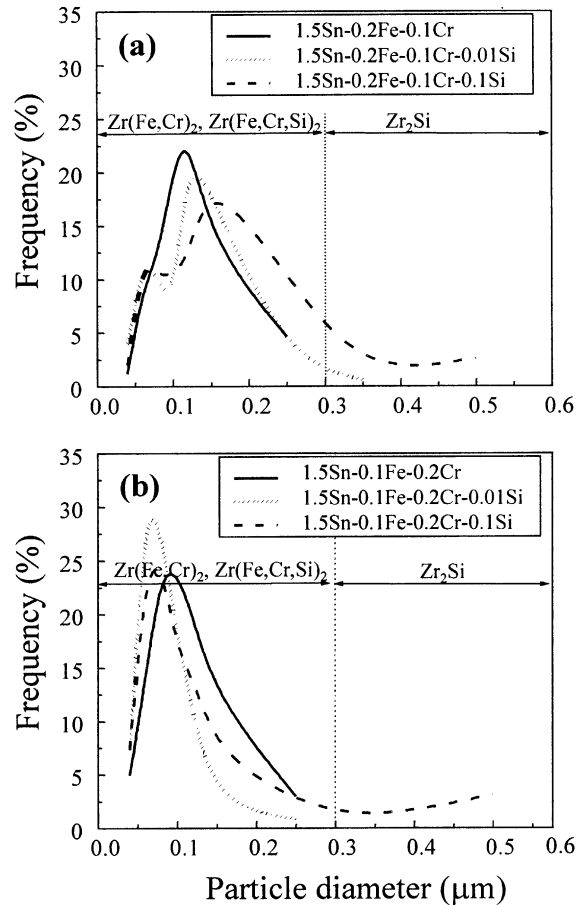 35
(a)
1.5Sn-0.2Fe-0.1Cr
1.5Sn-0.2Fe-0.1Cr-0.01Si
1.5Sn-0.2Fe-0.1Cr-0.1Si
30
25
Zr(Fe,Cr)₂, Zr(Fe,Cr,Si)₂
Zr₂Si
20
15
10
5
0
Frequency (%)
0.0 0.1 0.2 0.3 0.4 0.5 0.6
35
(b)
1.5Sn-0.1Fe-0.2Cr
1.5Sn-0.1Fe-0.2Cr-0.01Si
1.5Sn-0.1Fe-0.2Cr-0.1Si
30
25
Zr(Fe,Cr)₂, Zr(Fe,Cr,Si)₂
Zr₂Si
20
15
10
5
0
Frequency (%)
0.0 0.1 0.2 0.3 0.4 0.5 0.6
Particle diameter (μm)